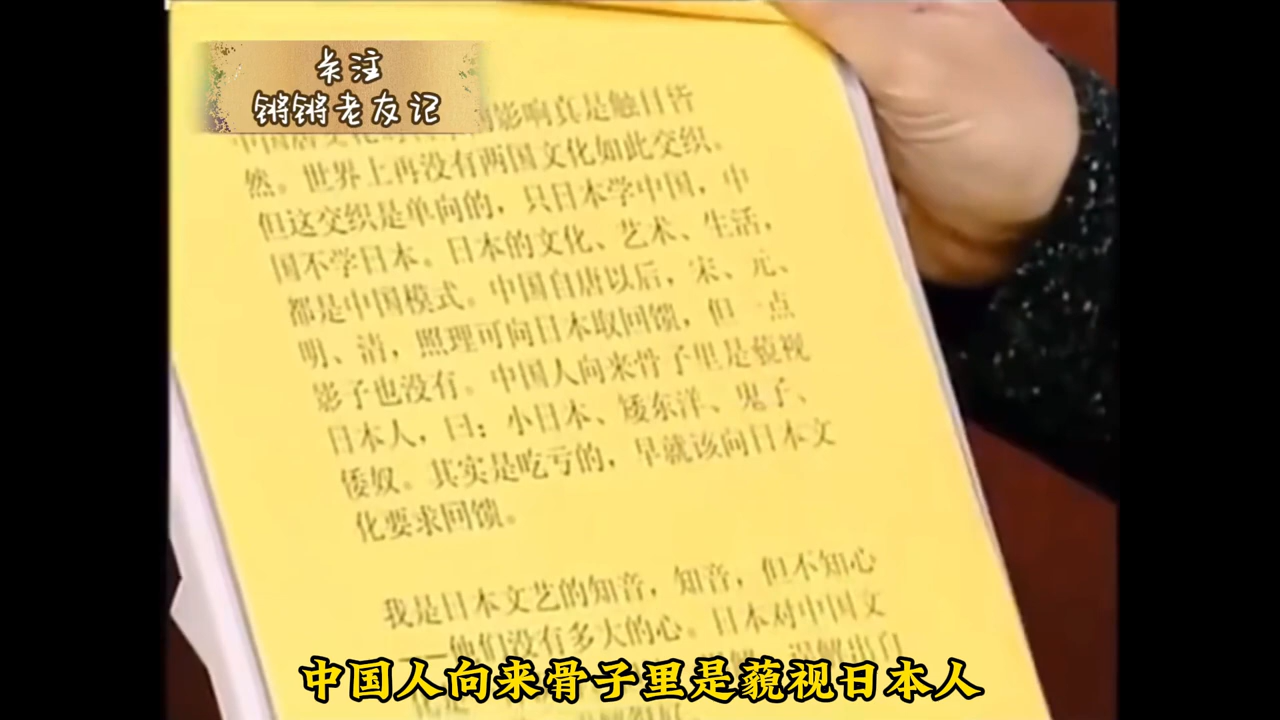 关注
锵锵老友记
影响真是触目皆
然。世界上再没有两国文化如此交织。
但这交织是单向的，只日本学中国，中
国不学日本。日本的文化、艺术、生活，
都是中国模式。中国自唐以后，宋、元、
明、清，照理可向日本取回馈，但一点
影子也没有。中国人向来骨子里是藐视
日本人，曰：小日本、矮东洋、鬼子、
倭奴。其实是吃亏的，早就该向日本文
化要求回馈。
我是日本文艺的知音，知音，但不知心
——他们没有多大的心。日本对中国文
中国人向来骨子里是藐视日本人